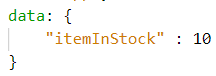 data: {
    "itemInStock" : 10
}